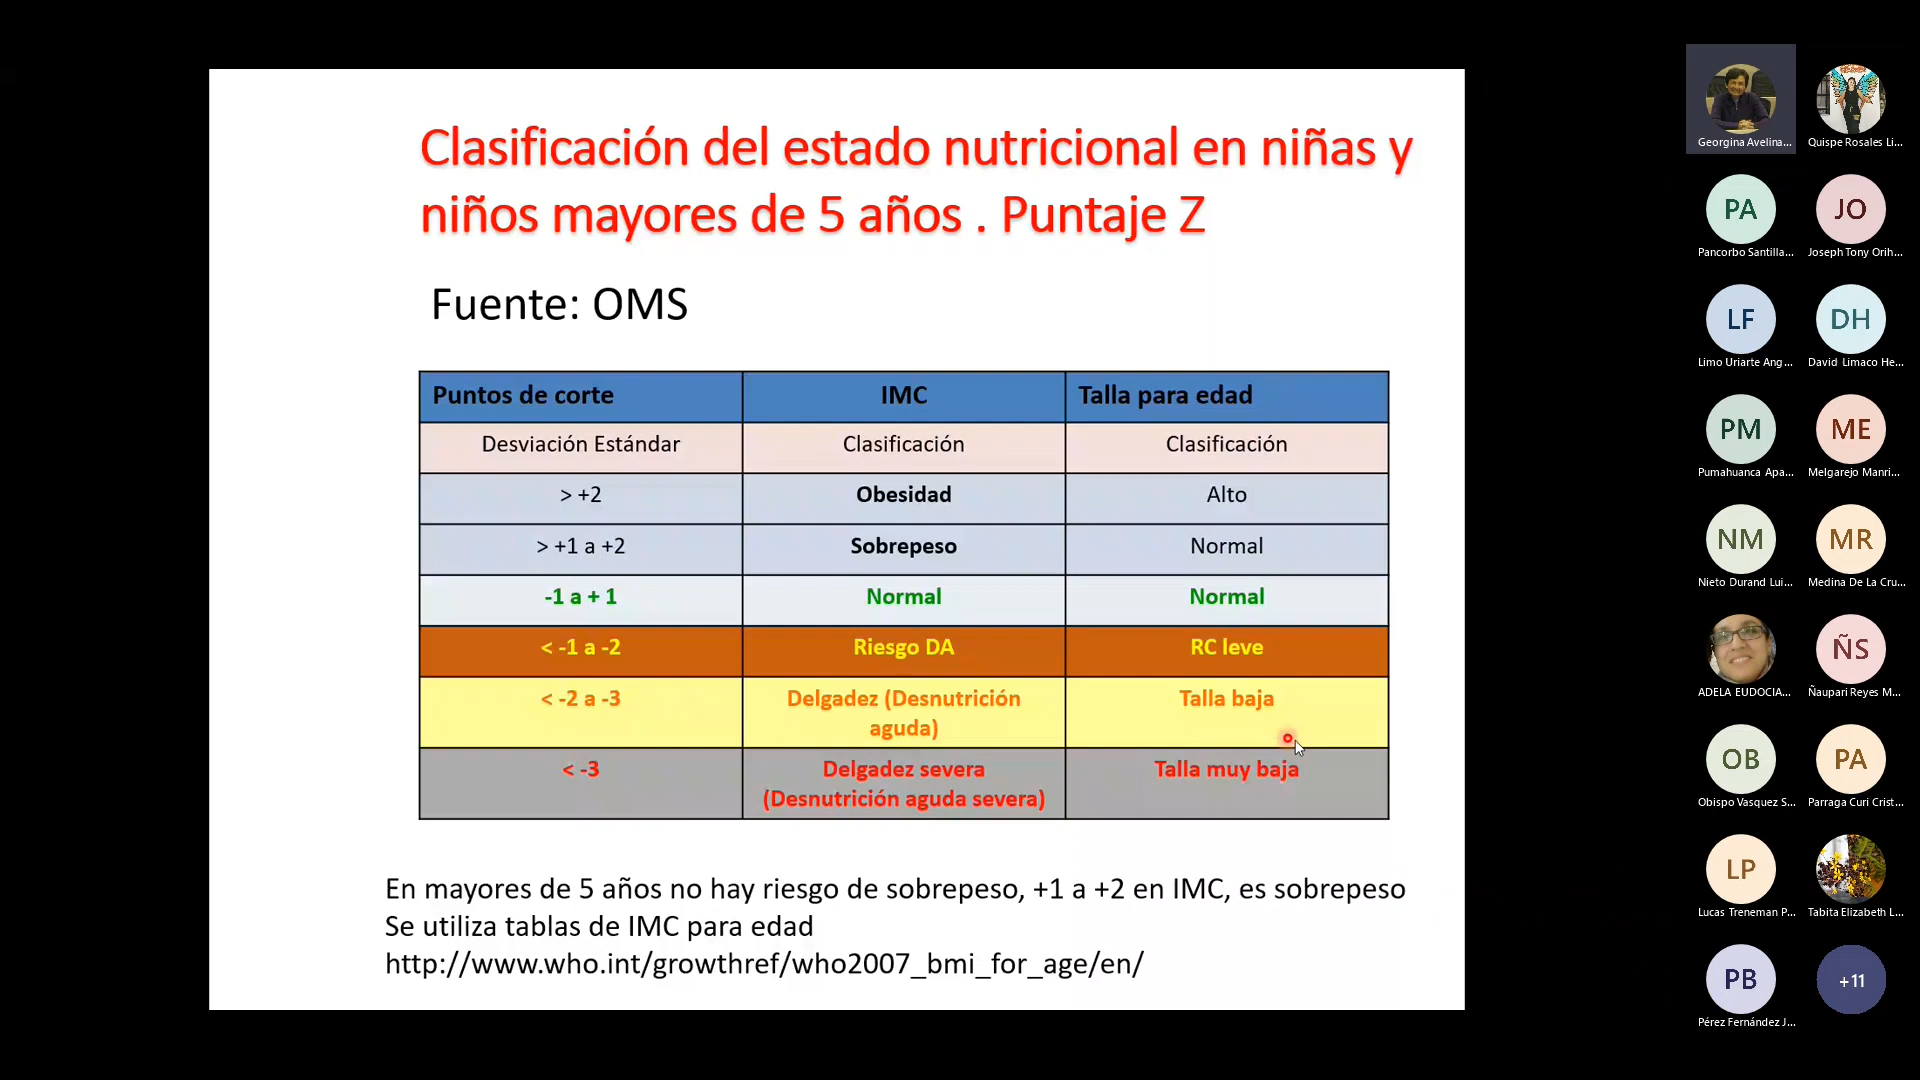 Clasificación del estado nutricional en niñas y
niños mayores de 5 años . Puntaje Z
Fuente: OMS
Puntos de corte IMC Talla para edad
Desviación Estándar Clasificación Clasificación
> +2 Obesidad Alto
> +1 a +2 Sobrepeso Normal
-1 a + 1 Normal Normal
< -1 a -2 Riesgo DA RC leve
< -2 a -3 Delgadez (Desnutrición Talla baja
aguda)
< -3 Delgadez severa Talla muy baja
(Desnutrición aguda severa)
En mayores de 5 años no hay riesgo de sobrepeso, +1 a +2 en IMC, es sobrepeso
Se utiliza tablas de IMC para edad
http://www.who.int/growthref/who2007_bmi_for_age/en/
Georgina Avelina... Quispe Rosales Li...
PA JO
Pancorbo Santilla... Joseph Tony Orih...
LF DH
Limo Uriarte Ang... David Limaco He...
PM ME
Pumahuanca Apa... Melgarejo Manri...
NM MR
Nieto Durand Lui... Medina De La Cru...
ÑS
ADELA EUDOCIA... Ñaupari Reyes M...
OB PA
Obispo Vasquez S... Parraga Curi Crist...
LP
Lucas Treneman P... Tabita Elizabeth L...
PB +11
Pérez Fernández J...